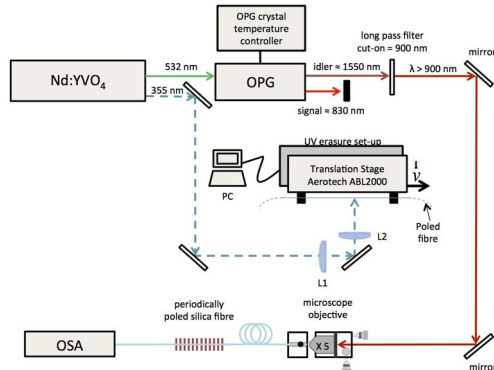 OPG crystal
temperature
controller
long pass filter
cut-on = 900 nm
mirror
Nd:YVO4
532 nm
355 nm
OPG
idler ≈ 1550 nm
λ > 900 nm
signal ≈ 830 nm
UV erasure set-up
PC
Translation Stage
Aerotech ABL2000
v
Poled
fibre
L2
L1
periodically
poled silica fibre
microscope
objective
OSA
X 5
mirror